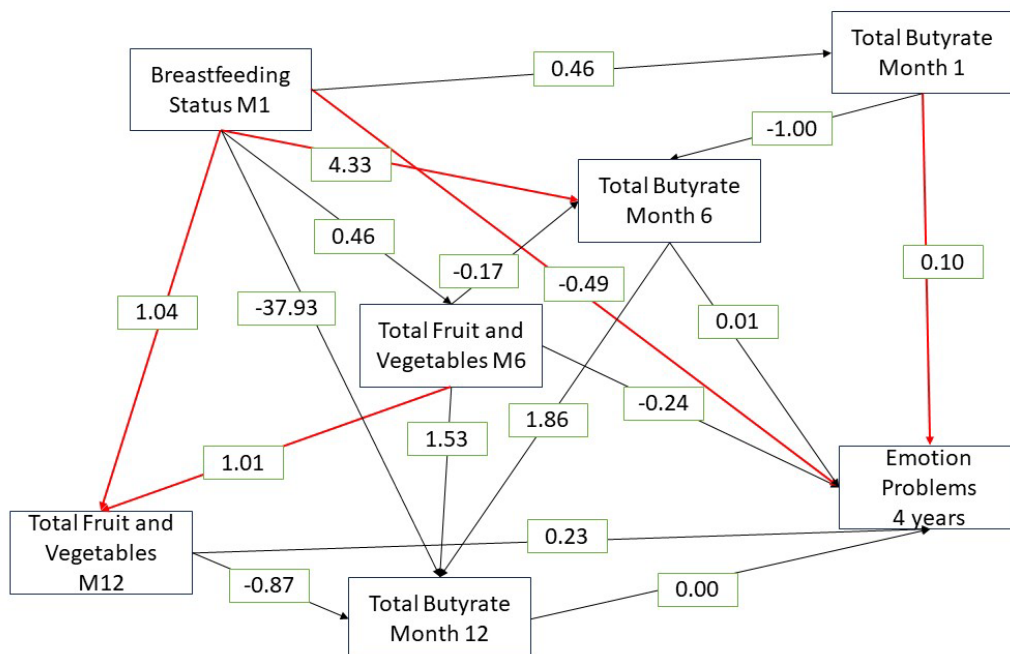 Total Butyrate
Month 1
Breastfeeding
Status M1
0.46
-1.00
4.33
Total Butyrate
Month 6
0.46
-0.17
0.10
-0.49
1.04
-37.93
0.01
Total Fruit and
Vegetables M6
-0.24
1.86
1.53
1.01
Emotion
Problems
4 years
Total Fruit and
Vegetables
M12
0.23
-0.87
0.00
Total Butyrate
Month 12